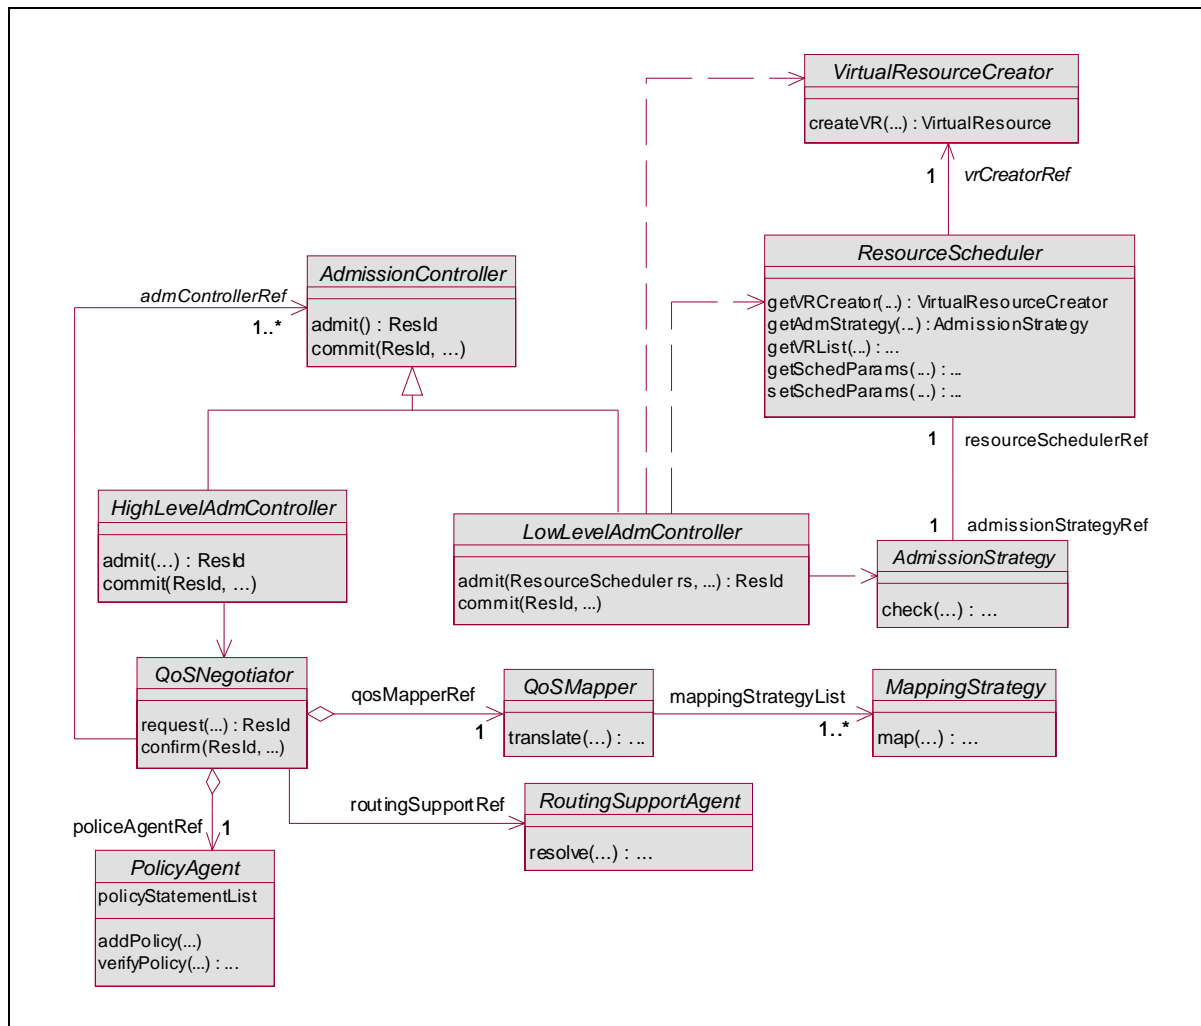 VirtualResourceCreator
createVR(...) : VirtualResource
1 vrCreatorRef
ResourceScheduler
getVRCreator(...) : VirtualResourceCreator
getAdmStrategy(...) : AdmissionStrategy
getVRList(...) : ...
getSchedParams(...) : ...
setSchedParams(...) : ...
AdmissionController
admit() : ResId
commit(ResId, ...)
admControllerRef
1..*
1 resourceSchedulerRef
HighLevelAdmController
admit(...) : ResId
commit(ResId, ...)
LowLevelAdmController
admit(ResourceScheduler rs, ...) : ResId
commit(ResId, ...)
1 admissionStrategyRef
AdmissionStrategy
check(...) : ...
QoSNegotiator
request(...) : ResId
confirm(ResId, ...)
qosMapperRef
1
QoSMapper
translate(...) : ...
mappingStrategyList
1..*
MappingStrategy
map(...) : ...
routingSupportRef
RoutingSupportAgent
resolve(...) : ...
policeAgentRef 1
PolicyAgent
policyStatementList
addPolicy(...)
verifyPolicy(...) : ...